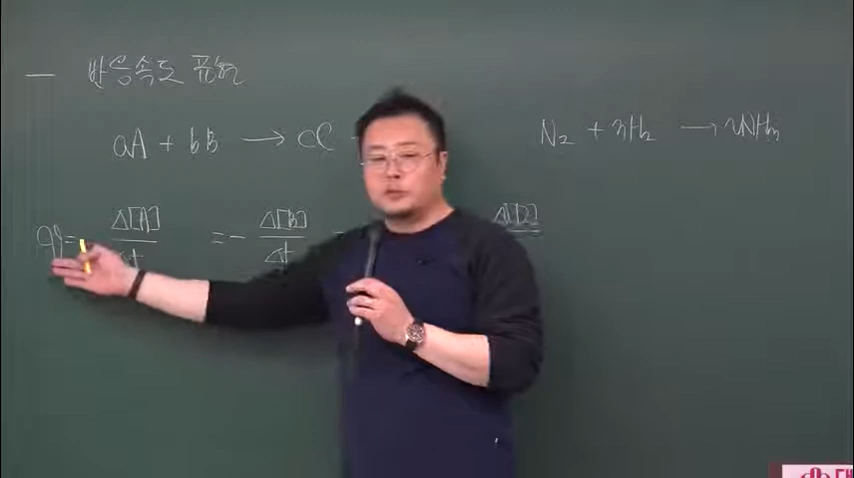 반응속도 표현
aA + bB → cC
N₂ + 3H₂ → 2NH₃
Δ[A] = - Δ[B] Δ[D]
Δt Δt